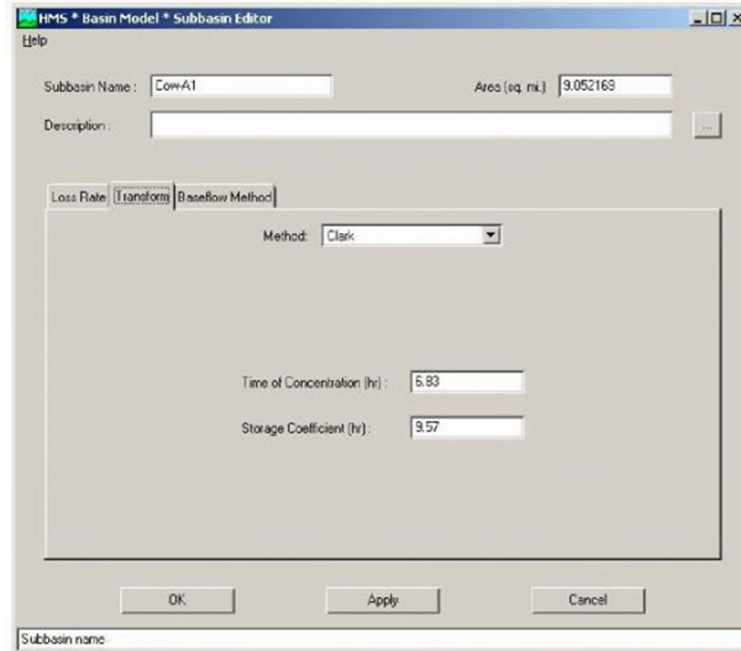 HMS * Basin Model * Subbasin Editor
Help
Subbasin Name : Cow-A1 Area (sq. mi.) 9.052169
Description : ...
Loss Rate Transform Baseflow Method
Method: Clark
Time of Concentration (hr) : 6.83
Storage Coefficient (hr) : 9.57
OK Apply Cancel
Subbasin name